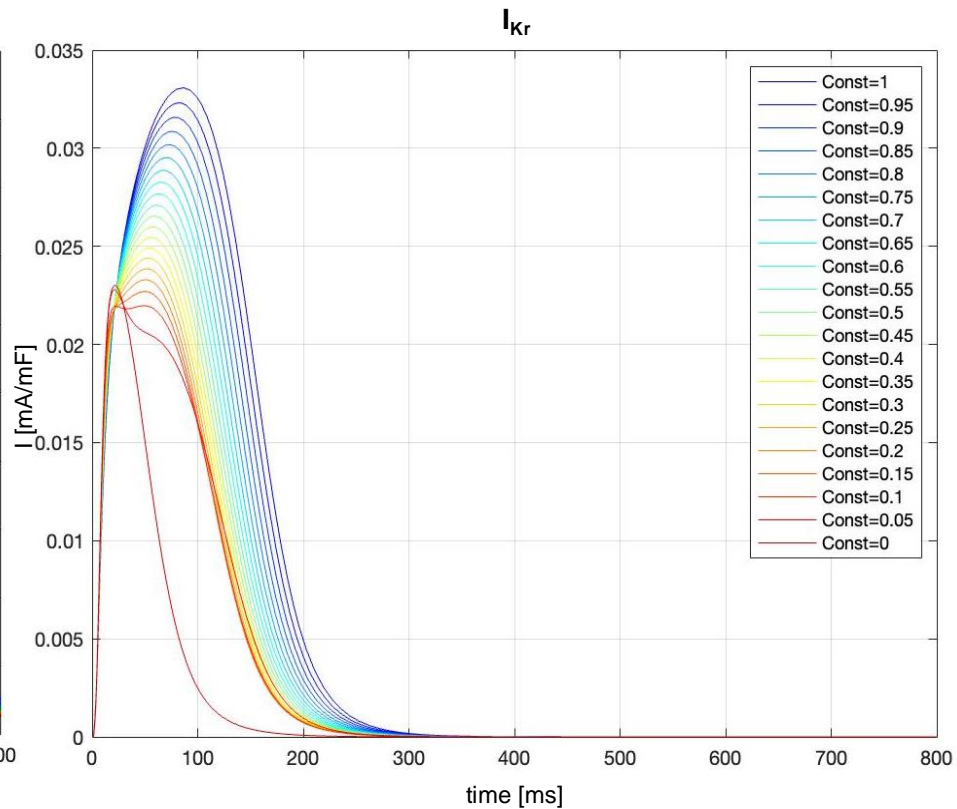 I_Kr
0.035
0.03
0.025
0.02
0.015
0.01
0.005
0
I [mA/mF]
00
0 100 200 300 400 500 600 700 800
time [ms]
Const=1
Const=0.95
Const=0.9
Const=0.85
Const=0.8
Const=0.75
Const=0.7
Const=0.65
Const=0.6
Const=0.55
Const=0.5
Const=0.45
Const=0.4
Const=0.35
Const=0.3
Const=0.25
Const=0.2
Const=0.15
Const=0.1
Const=0.05
Const=0